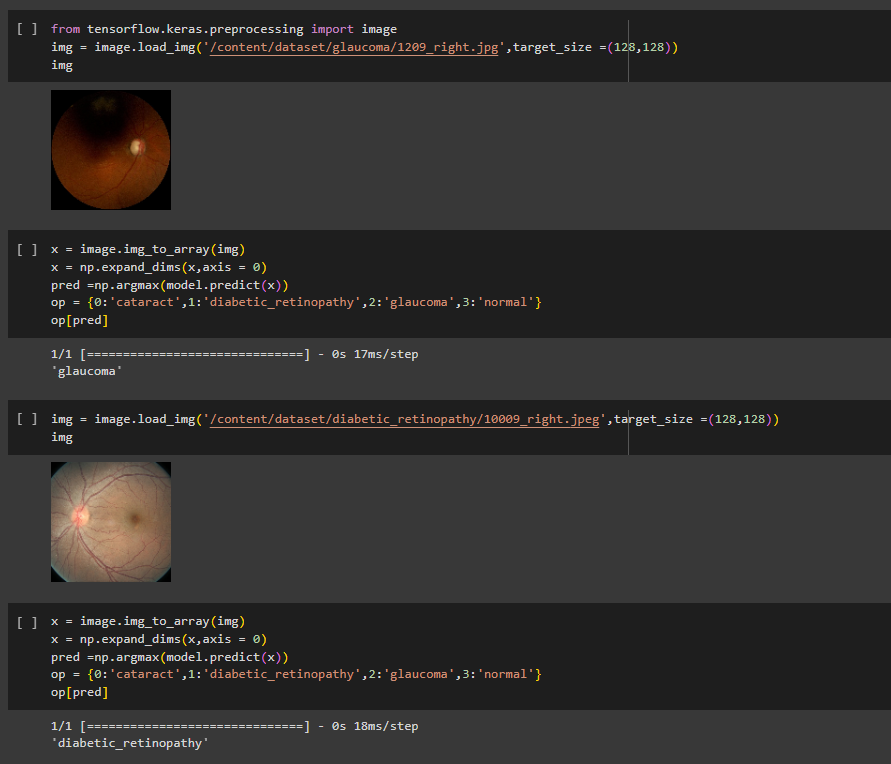 [ ] from tensorflow.keras.preprocessing import image
img = image.load_img('/content/dataset/glaucoma/1209_right.jpg',target_size =(128,128))
img
[ ] x = image.img_to_array(img)
x = np.expand_dims(x,axis = 0)
pred =np.argmax(model.predict(x))
op = {0:'cataract',1:'diabetic_retinopathy',2:'glaucoma',3:'normal'}
op[pred]
1/1 [==============================] - 0s 17ms/step
'glaucoma'
[ ] img = image.load_img('/content/dataset/diabetic_retinopathy/10009_right.jpeg',target_size =(128,128))
img
[ ] x = image.img_to_array(img)
x = np.expand_dims(x,axis = 0)
pred =np.argmax(model.predict(x))
op = {0:'cataract',1:'diabetic_retinopathy',2:'glaucoma',3:'normal'}
op[pred]
1/1 [==============================] - 0s 18ms/step
'diabetic_retinopathy'